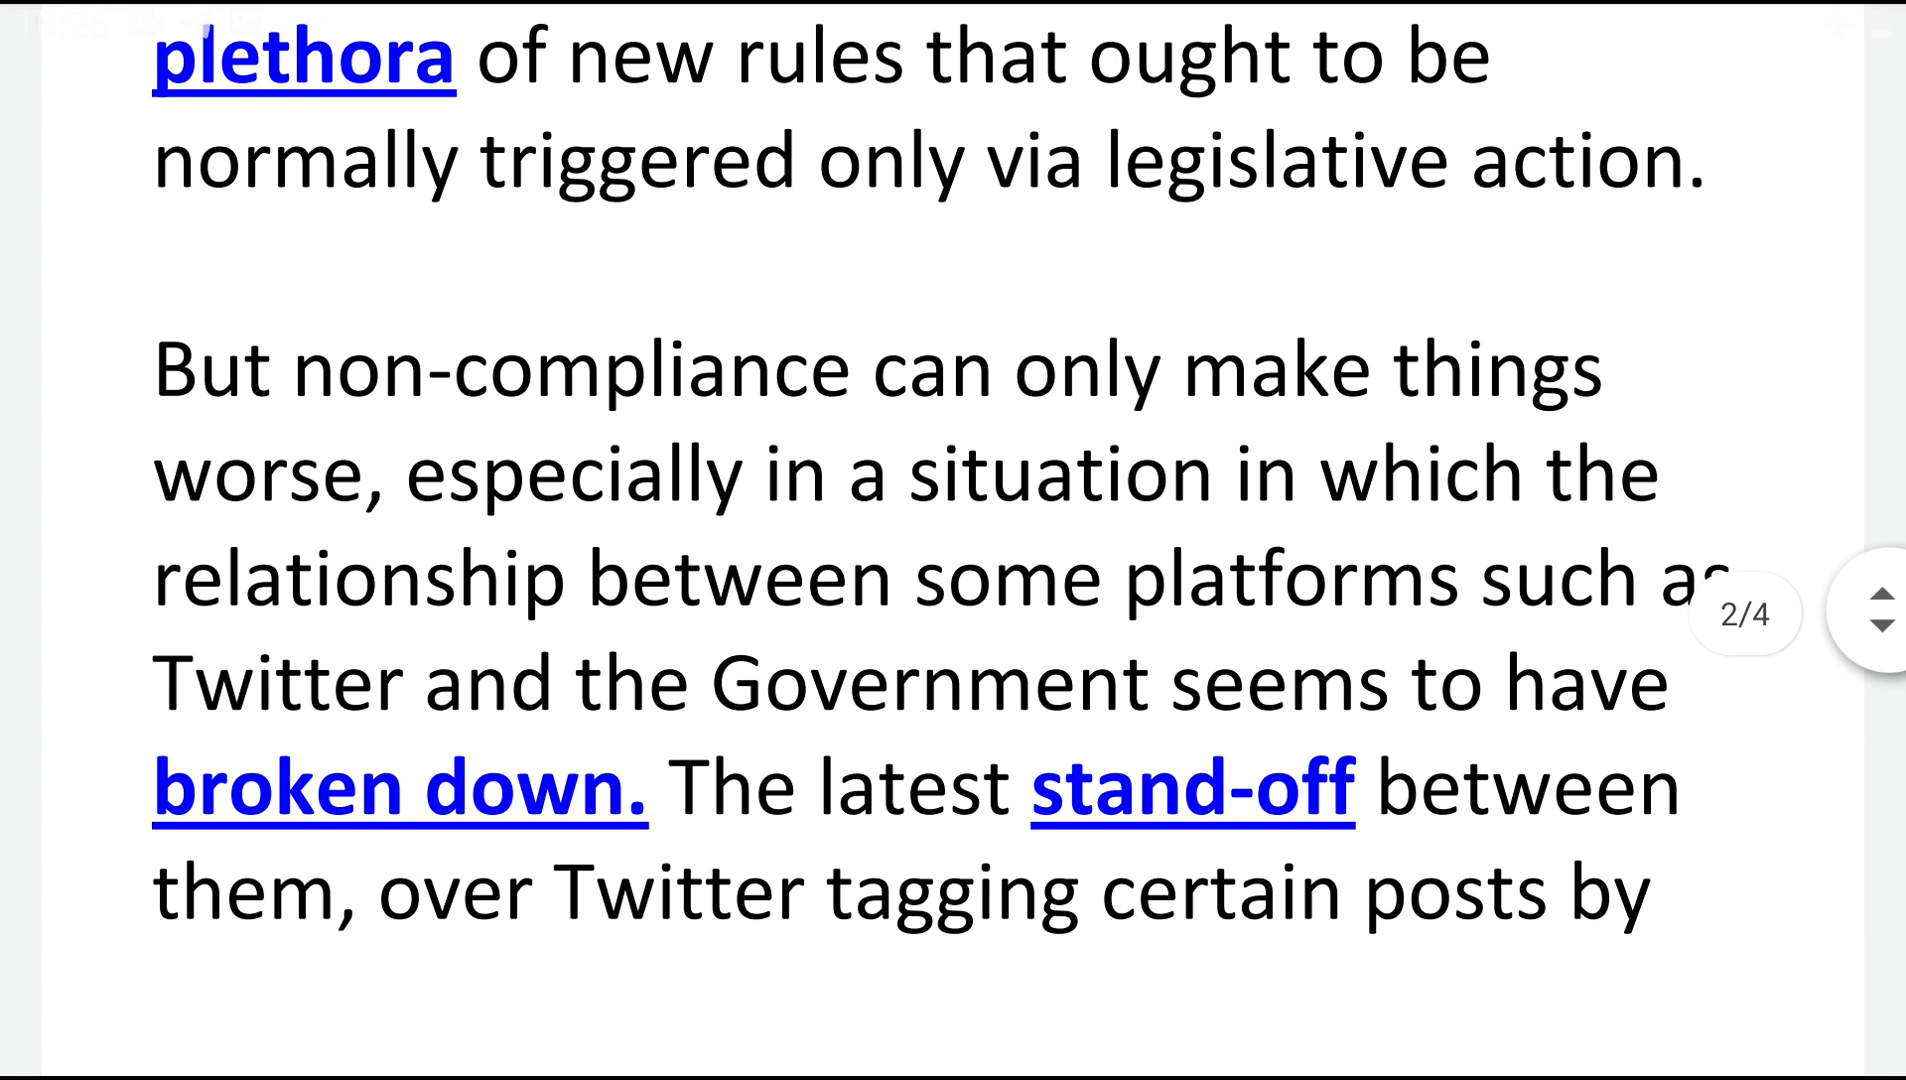 plethora of new rules that ought to be
normally triggered only via legislative action.
But non-compliance can only make things
worse, especially in a situation in which the
relationship between some platforms such as
2/4
Twitter and the Government seems to have
broken down. The latest stand-off between
them, over Twitter tagging certain posts by